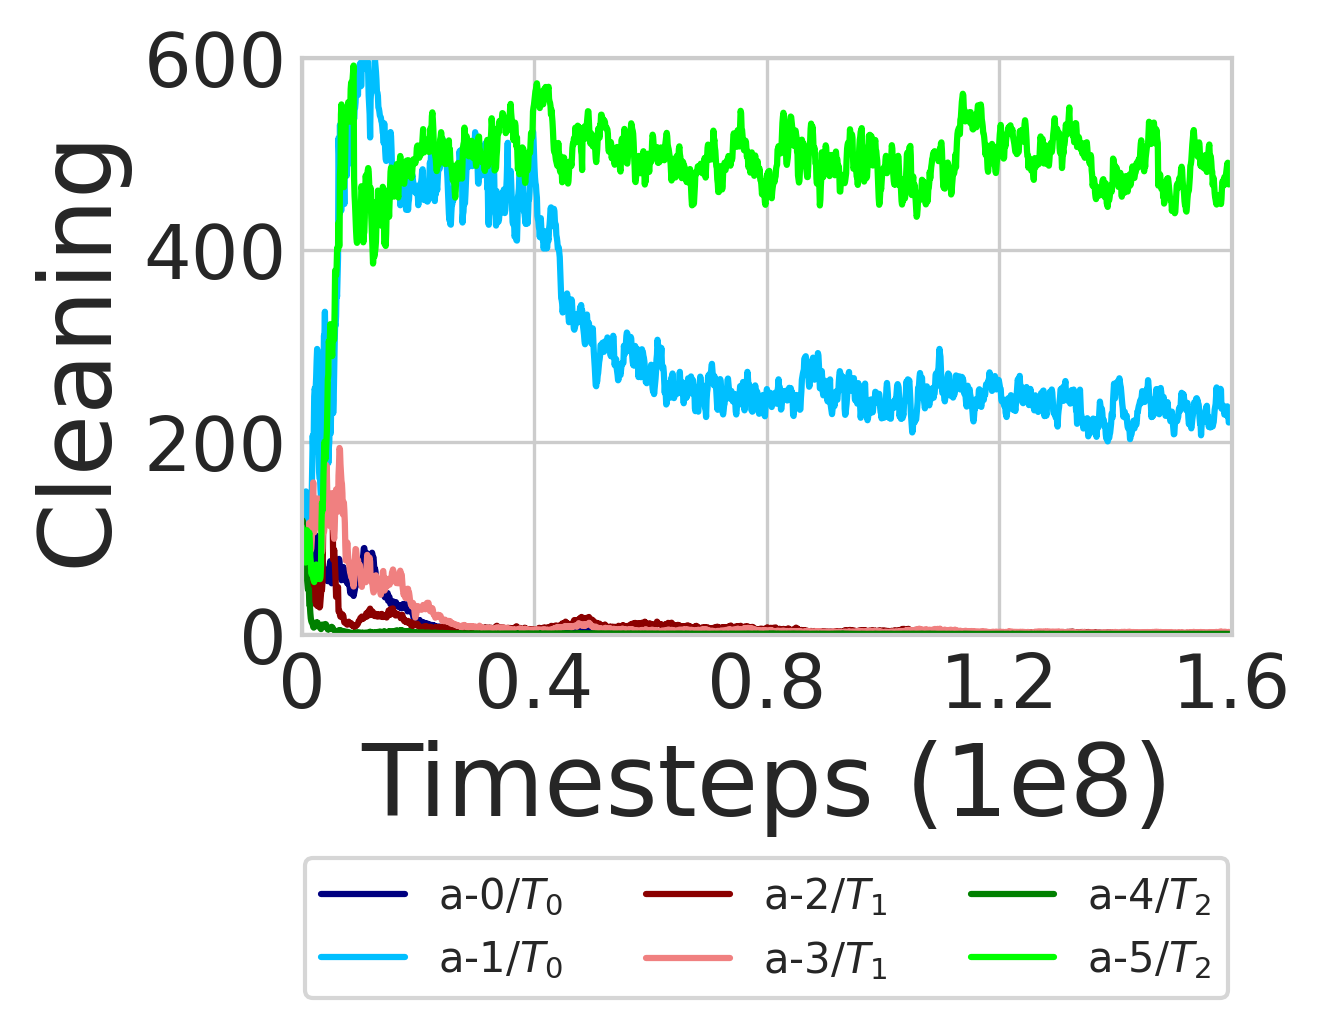 Cleaning
600
400
200
0
0 0.4 0.8 1.2 1.6
Timesteps (1e8)
a-0/T₀ a-2/T₁ a-4/T₂
a-1/T₀ a-3/T₁ a-5/T₂